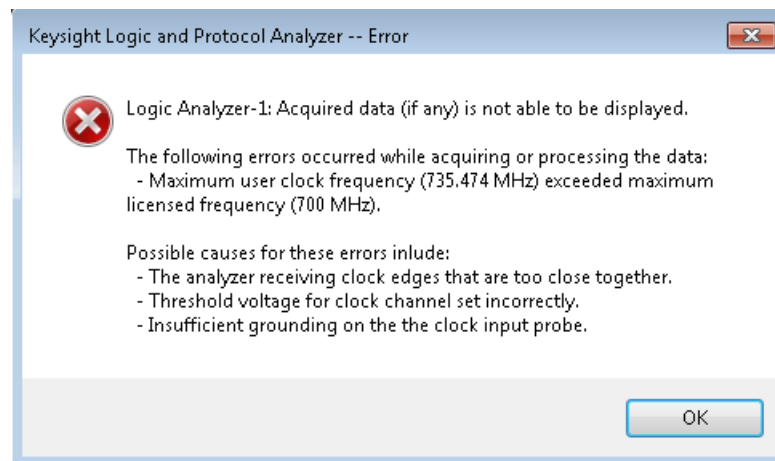 Keysight Logic and Protocol Analyzer -- Error
Logic Analyzer-1: Acquired data (if any) is not able to be displayed.
The following errors occurred while acquiring or processing the data:
- Maximum user clock frequency (735.474 MHz) exceeded maximum
licensed frequency (700 MHz).
Possible causes for these errors inlude:
- The analyzer receiving clock edges that are too close together.
- Threshold voltage for clock channel set incorrectly.
- Insufficient grounding on the the clock input probe.
OK